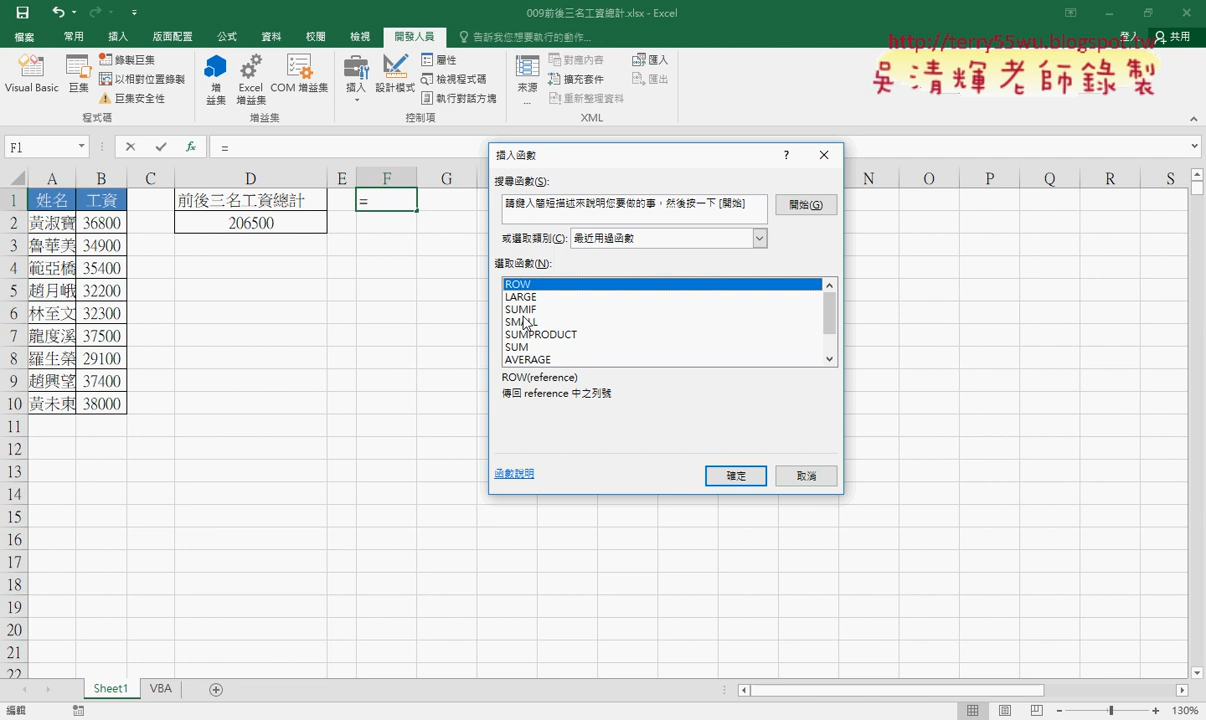 009前後三名工資總計.xlsx - Excel
檔案 常用 插入 版面配置 公式 資料 校閱 檢視 開發人員 告訴我您想要執行的動作... 登入 共用
http://terry55wu.blogspot.tw
吳清輝老師錄製
Visual Basic 巨集 錄製巨集 以相對位置錄製 巨集安全性 程式碼
增益集 Excel 增益集 COM 增益集 增益集
插入 設計模式 屬性 檢視程式碼 執行對話方塊 控制項
來源... 對應內容 擴充套件 重新整理資料 匯入 匯出 XML
F1 fx =
A B C D E F G N O P Q R S
1 姓名 工資 前後三名工資總計 =
2 黃淑寶 36800 206500
3 魯華美 34900
4 範亞橋 35400
5 趙月峨 32200
6 林至文 32300
7 龍度溪 37500
8 羅生榮 29100
9 趙興望 37400
10 黃未東 38000
11
12
13
14
15
16
17
18
19
20
21
22
插入函數 ?
搜尋函數(S):
請鍵入簡短描述來說明您要做的事，然後按一下 [開始]
開始(G)
或選取類別(C): 最近用過函數
選取函數(N):
ROW
LARGE
SUMIF
SMALL
SUMPRODUCT
SUM
AVERAGE
ROW(reference)
傳回 reference 中之列號
函數說明 確定 取消
Sheet1 VBA
編輯 130%